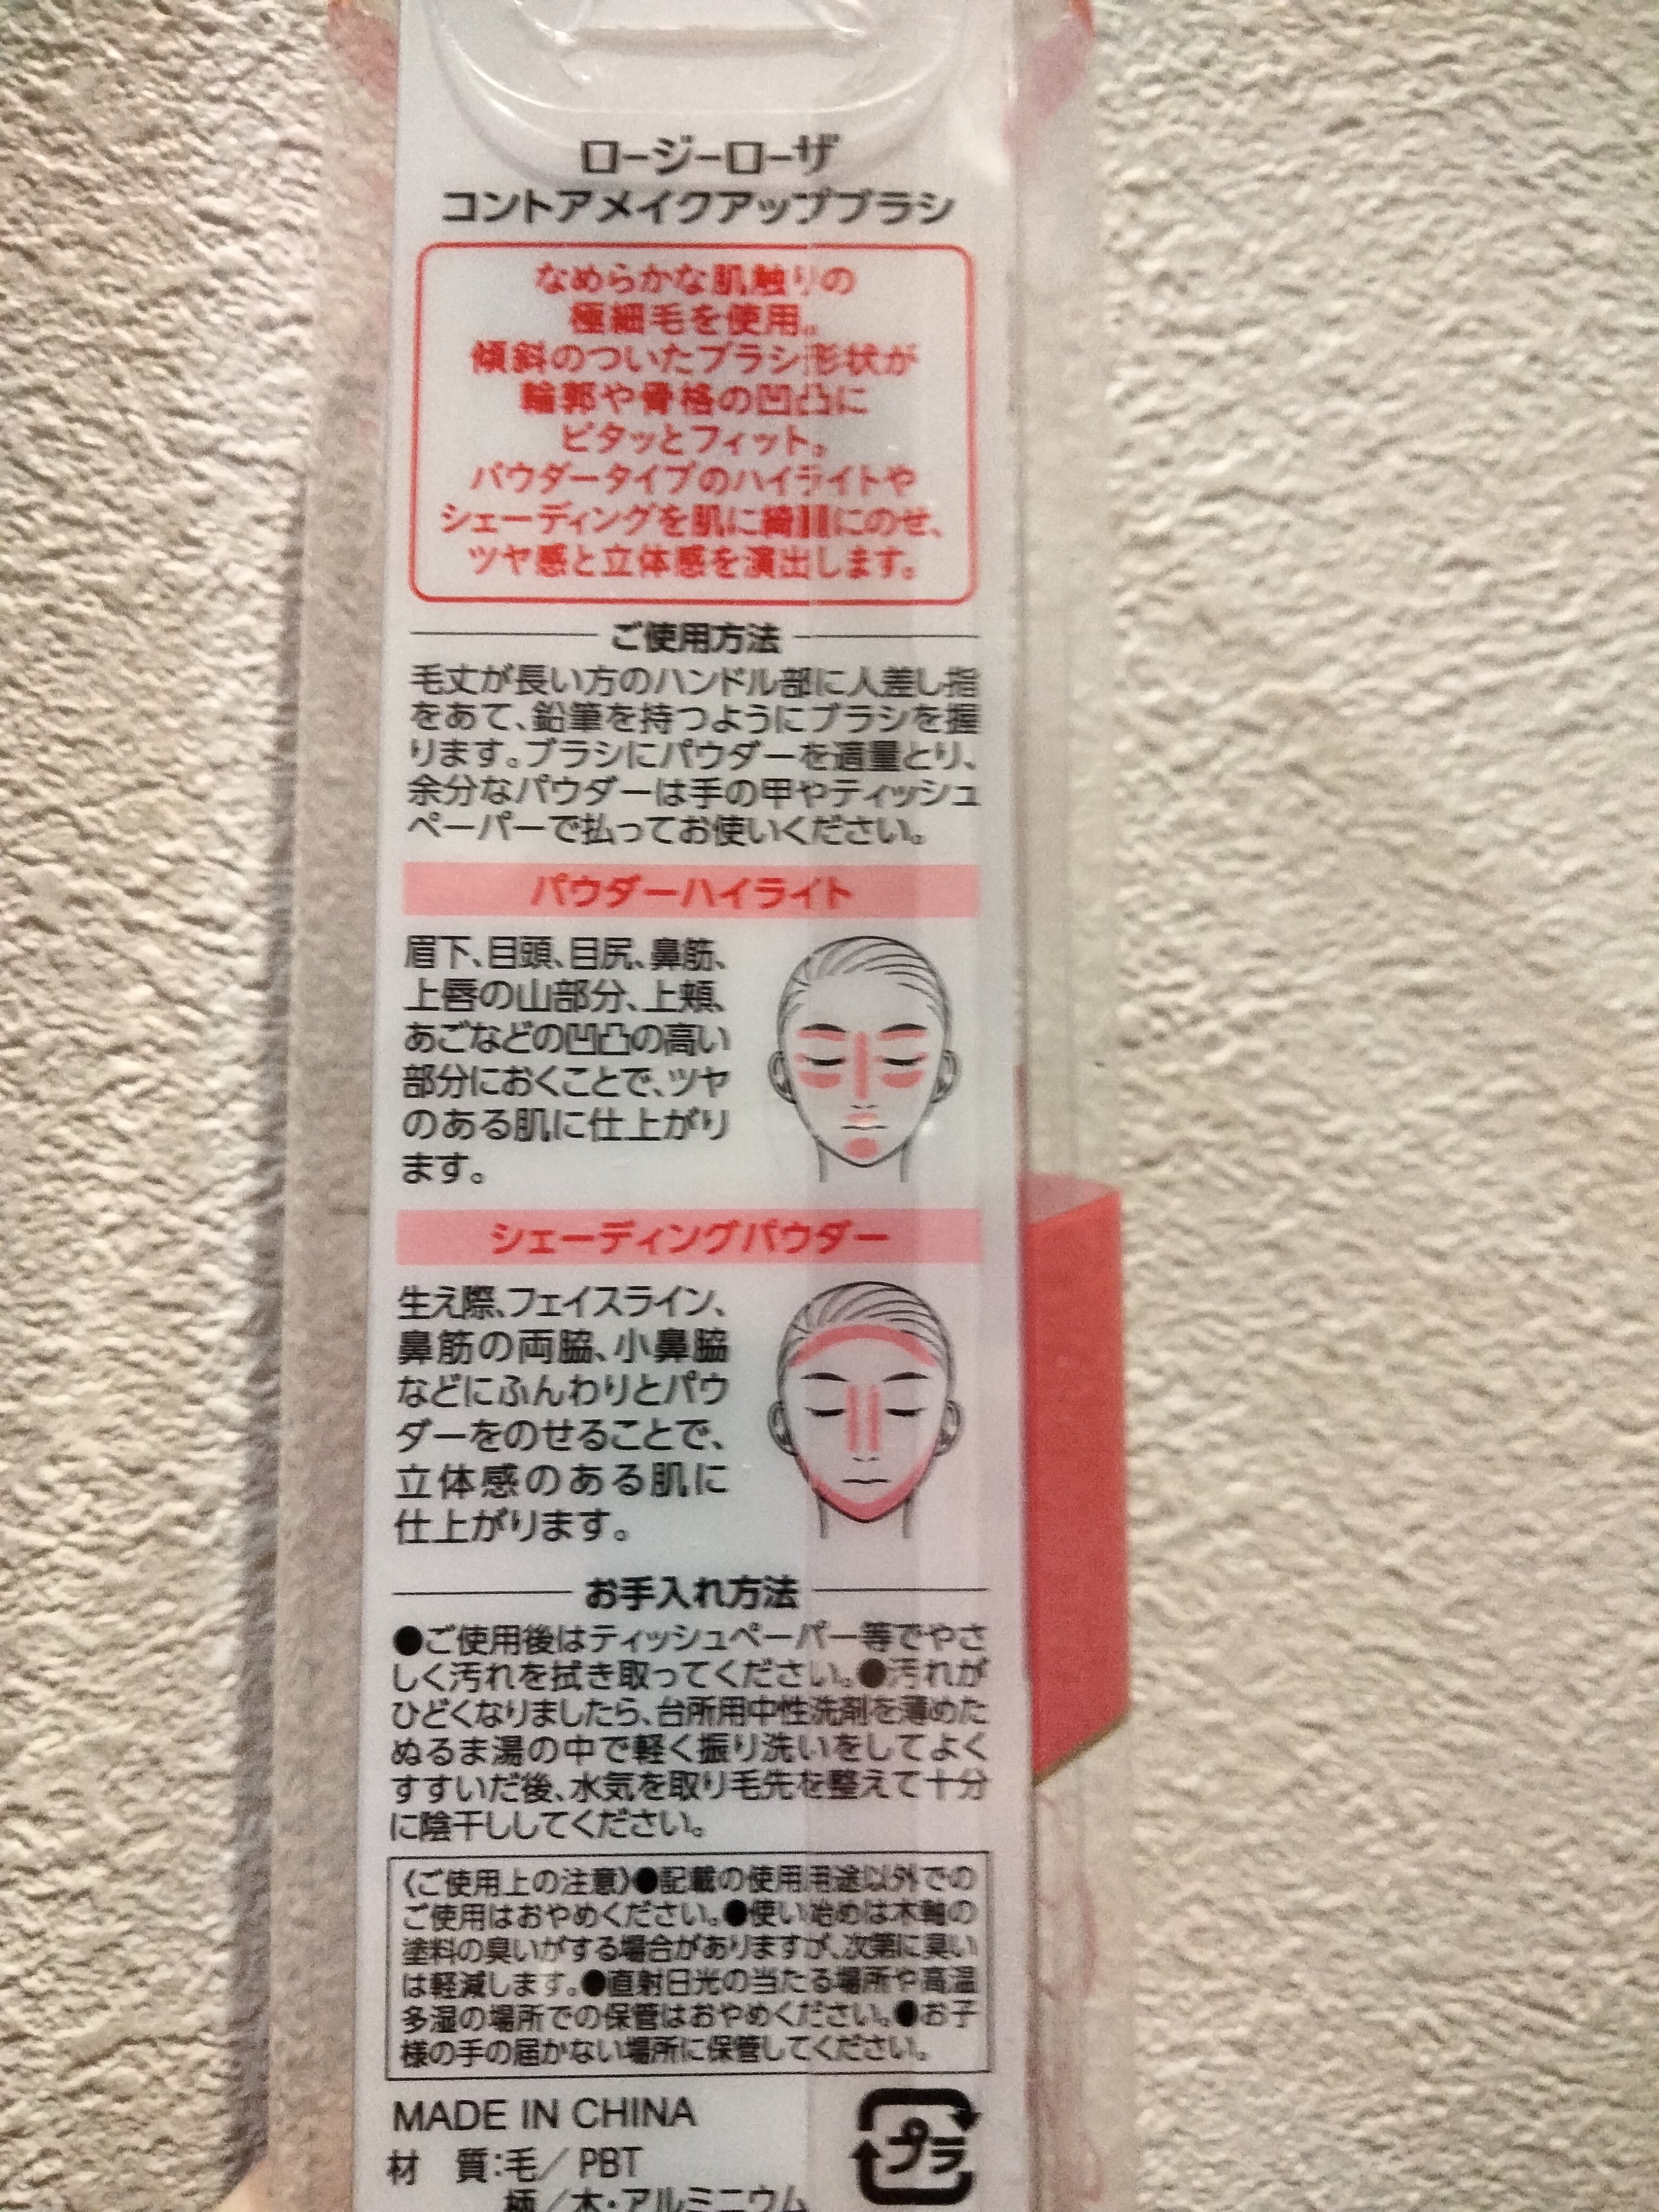 ロージーローザ
コントアメイクアップブラシ
なめらかな肌触りの
極細毛を使用。
傾斜のついたブラシ形状が
輪郭や骨格の凹凸に
ピタッとフィット。
パウダータイプのハイライトや
シェーディングを肌に綺麗にのせ、
ツヤ感と立体感を演出します。
ご使用方法
毛丈が長い方のハンドル部に人差し指
をあて、鉛筆を持つようにブラシを握
ります。ブラシにパウダーを適量とり、
余分なパウダーは手の甲やティッシュ
ペーパーで払ってお使いください。
パウダーハイライト
眉下、目頭、目尻、鼻筋、
上唇の山部分、上頬、
あごなどの凹凸の高い
部分におくことで、ツヤ
のある肌に仕上がり
ます。
シェーディングパウダー
生え際、フェイスライン、
鼻筋の両脇、小鼻脇
などにふんわりとパウ
ダーをのせることで、
立体感のある肌に
仕上がります。
お手入れ方法
●ご使用後はティッシュペーパー等でやさ
しく汚れを拭き取ってください。●汚れが
ひどくなりましたら、台所用中性洗剤を薄めた
ぬるま湯の中で軽く振り洗いをしてよく
すすいだ後、水気を取り毛先を整えて十分
に陰干ししてください。
〈ご使用上の注意〉●記載の使用用途以外での
ご使用はおやめください。●使い始めは木軸の
塗料の臭いがする場合がありますが、次第に臭い
は軽減します。●直射日光の当たる場所や高温
多湿の場所での保管はおやめください。●お子
様の手の届かない場所に保管してください。
MADE IN CHINA
材　質:毛／PBT
柄／木・アルミニウム
プラ